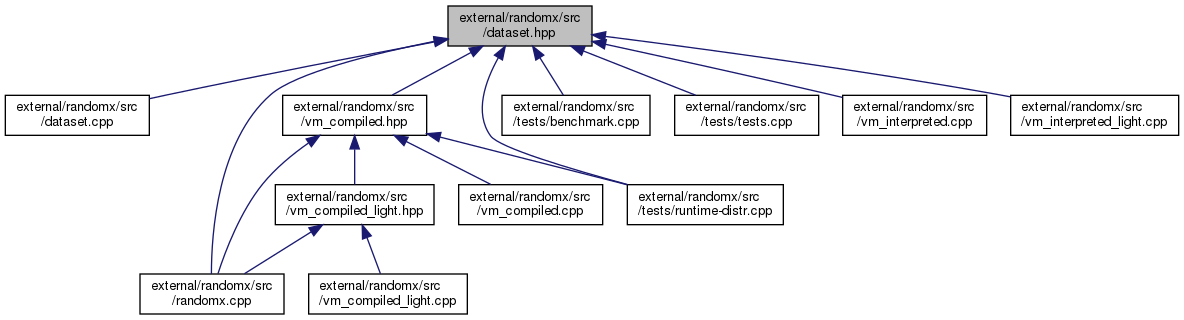 external/randomx/src
/dataset.hpp
external/randomx/src
/dataset.cpp
external/randomx/src
/vm_compiled.hpp
external/randomx/src
/tests/benchmark.cpp
external/randomx/src
/tests/tests.cpp
external/randomx/src
/vm_interpreted.cpp
external/randomx/src
/vm_interpreted_light.cpp
external/randomx/src
/vm_compiled_light.hpp
external/randomx/src
/vm_compiled.cpp
external/randomx/src
/tests/runtime-distr.cpp
external/randomx/src
/randomx.cpp
external/randomx/src
/vm_compiled_light.cpp